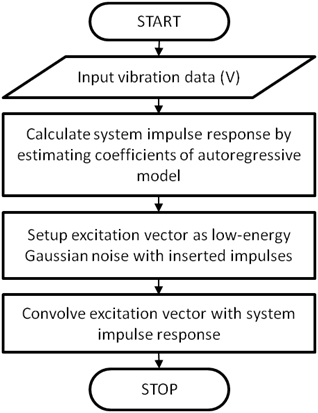 START
Input vibration data (V)
Calculate system impulse response by
estimating coefficients of autoregressive
model
Setup excitation vector as low-energy
Gaussian noise with inserted impulses
Convolve excitation vector with system
impulse response
STOP